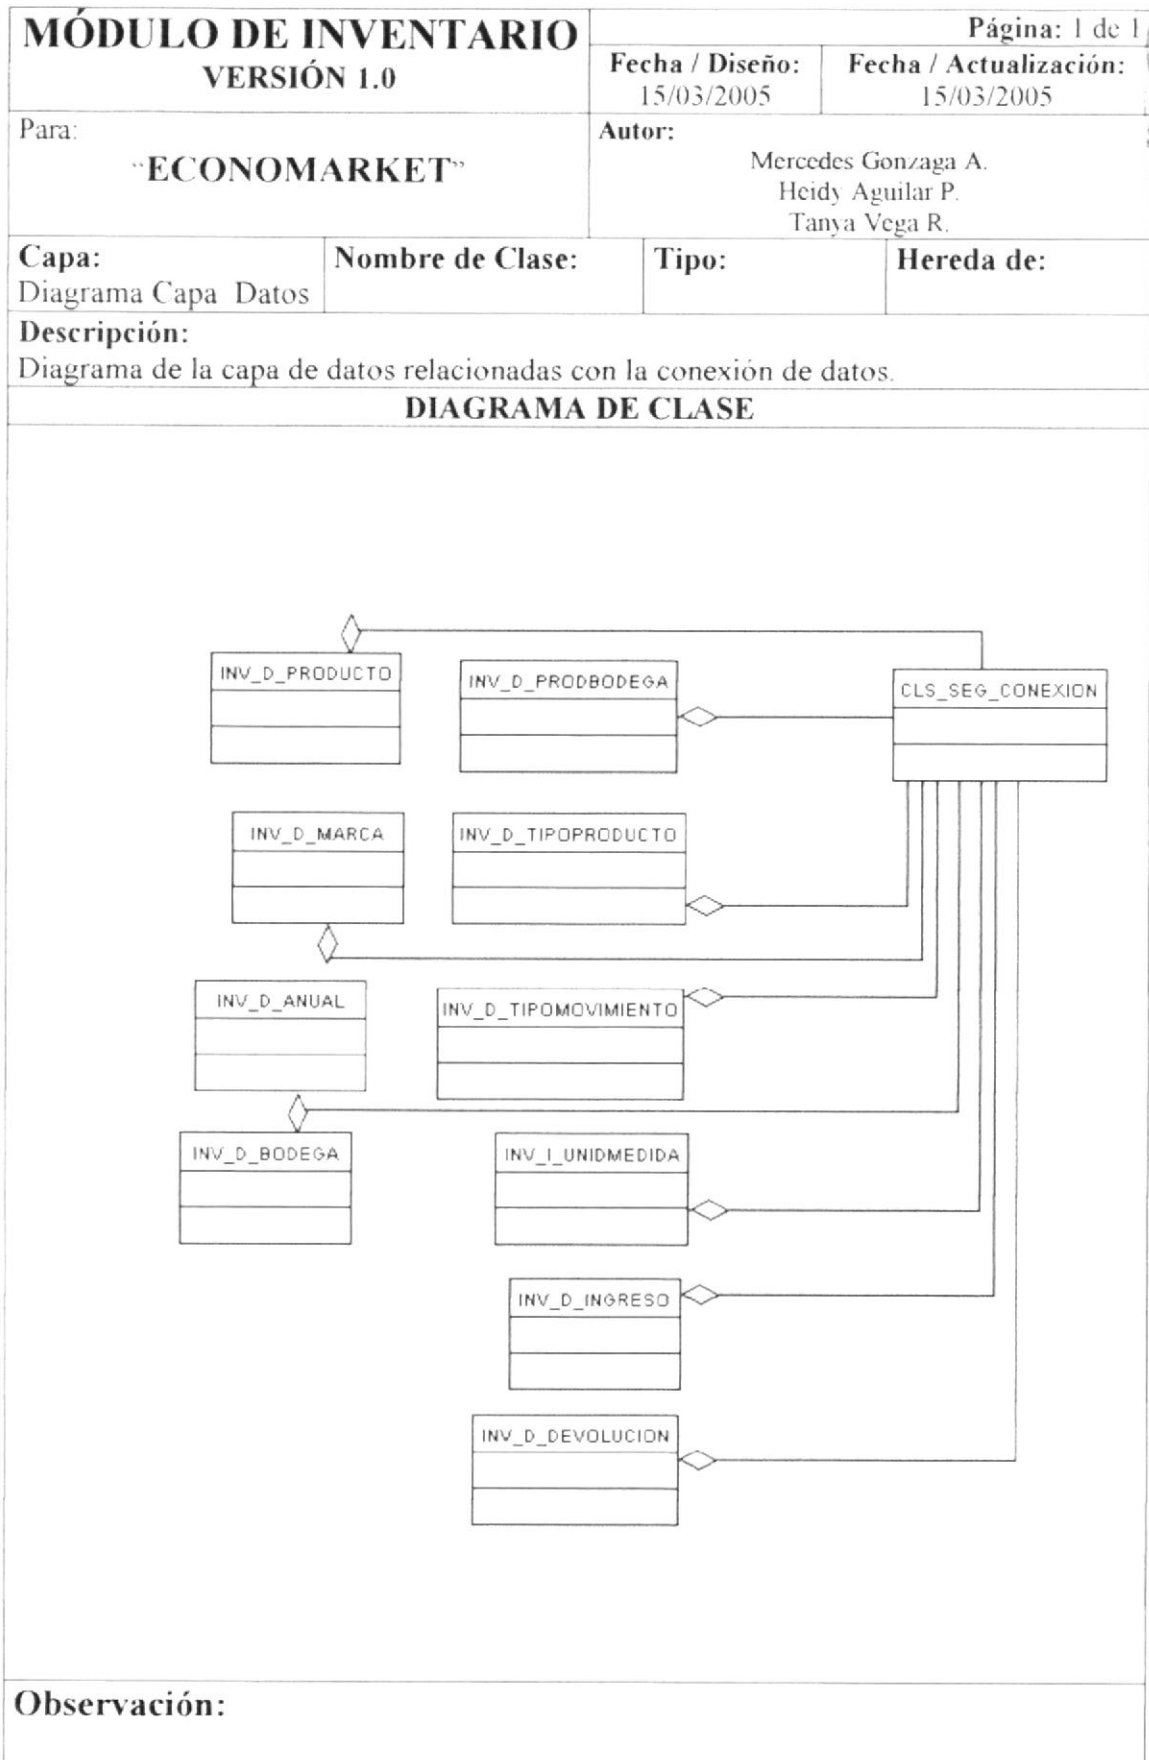 MÓDULO DE INVENTARIO
VERSIÓN 1.0
Página: 1 de 1
Fecha / Diseño:
15/03/2005
Fecha / Actualización:
15/03/2005
Para:
"ECONOMARKET"
Autor:
Mercedes Gonzaga A.
Heidy Aguilar P.
Tanya Vega R.
Capa:
Diagrama Capa Datos
Nombre de Clase:
Tipo:
Hereda de:
Descripción:
Diagrama de la capa de datos relacionadas con la conexión de datos.
DIAGRAMA DE CLASE
INV_D_PRODUCTO
INV_D_PRODBODEGA
CLS_SEG_CONEXION
INV_D_MARCA
INV_D_TIPOPRODUCTO
INV_D_ANUAL
INV_D_TIPOMOVIMIENTO
INV_D_BODEGA
INV_I_UNIDMEDIDA
INV_D_INGRESO
INV_D_DEVOLUCION
Observación: